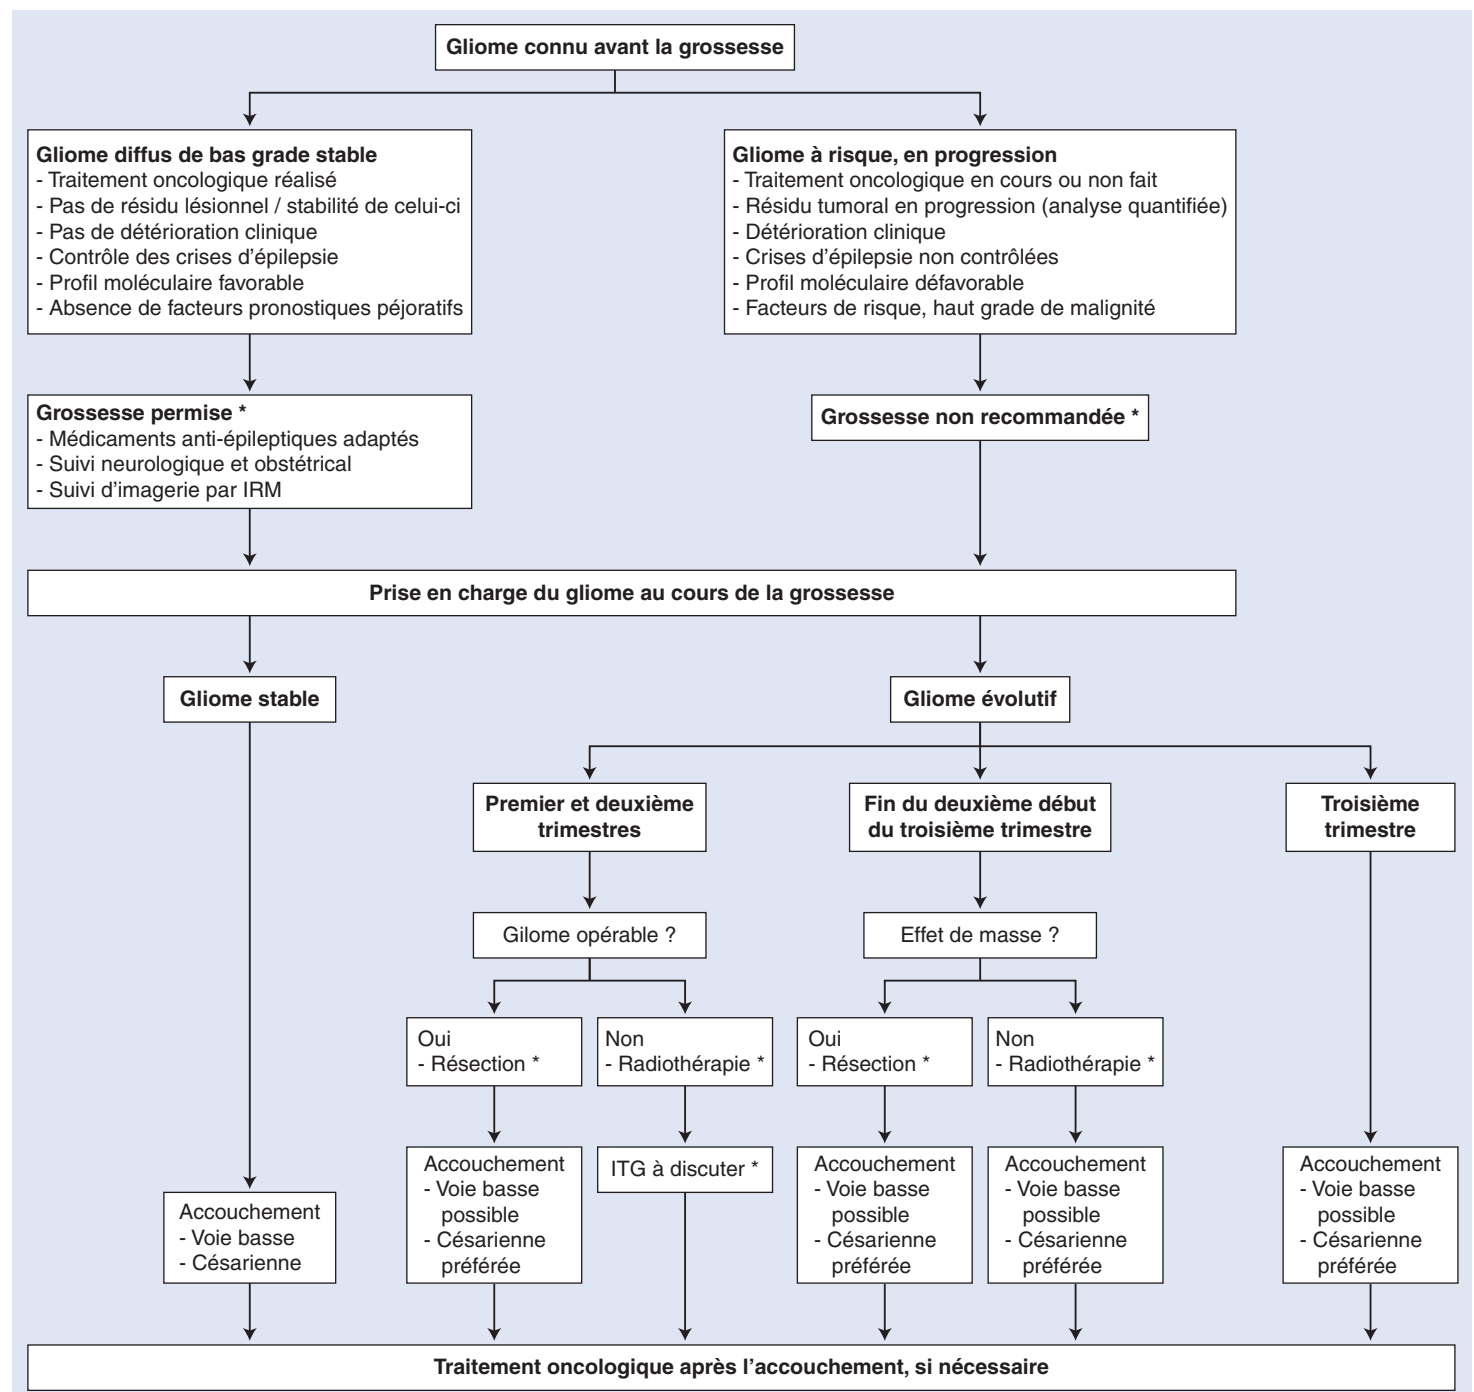 Gliome connu avant la grossesse
Gliome diffus de bas grade stable
- Traitement oncologique réalisé
- Pas de résidu lésionnel / stabilité de celui-ci
- Pas de détérioration clinique
- Contrôle des crises d'épilepsie
- Profil moléculaire favorable
- Absence de facteurs pronostiques péjoratifs
Gliome à risque, en progression
- Traitement oncologique en cours ou non fait
- Résidu tumoral en progression (analyse quantifiée)
- Détérioration clinique
- Crises d'épilepsie non contrôlées
- Profil moléculaire défavorable
- Facteurs de risque, haut grade de malignité
Grossesse permise *
- Médicaments anti-épileptiques adaptés
- Suivi neurologique et obstétrical
- Suivi d'imagerie par IRM
Grossesse non recommandée *
Prise en charge du gliome au cours de la grossesse
Gliome stable
Gliome évolutif
Premier et deuxième
trimestres
Fin du deuxième début
du troisième trimestre
Troisième
trimestre
Gilome opérable ?
Effet de masse ?
Oui
- Résection *
Non
- Radiothérapie *
Oui
- Résection *
Non
- Radiothérapie *
Accouchement
- Voie basse
- Césarienne
Accouchement
- Voie basse
possible
- Césarienne
préférée
ITG à discuter *
Accouchement
- Voie basse
possible
- Césarienne
préférée
Accouchement
- Voie basse
possible
- Césarienne
préférée
Accouchement
- Voie basse
possible
- Césarienne
préférée
Traitement oncologique après l'accouchement, si nécessaire